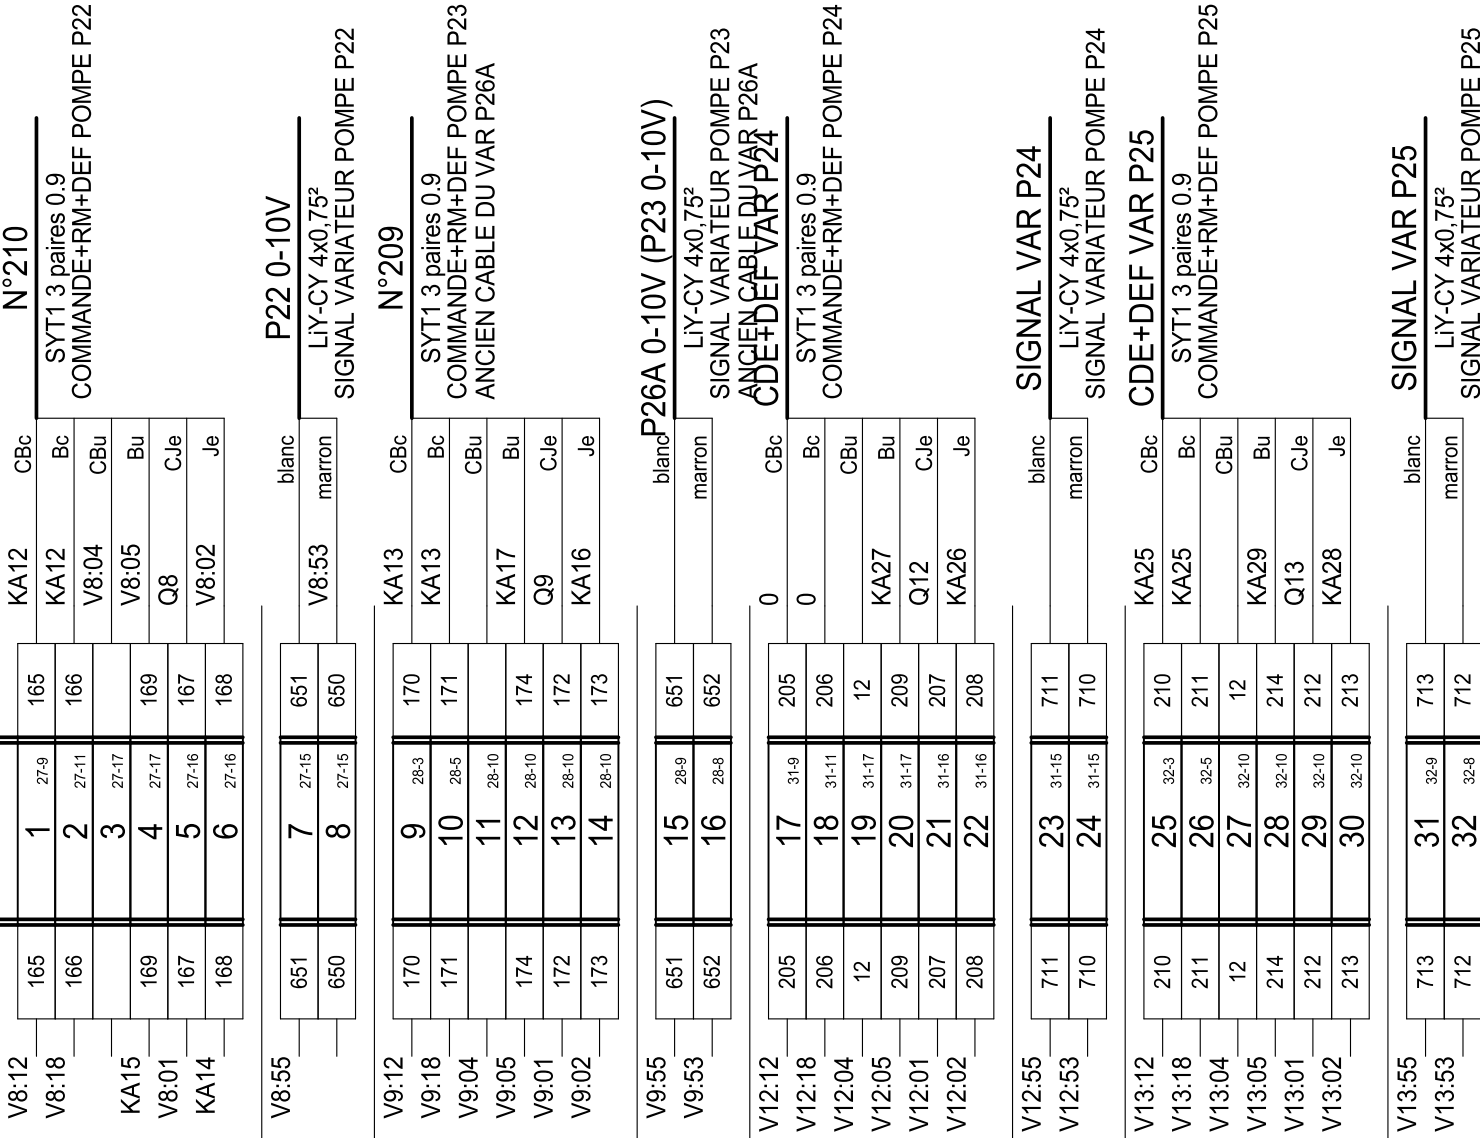 N°210
SYT1 3 paires 0.9
COMMANDE+RM+DEF POMPE P22
P22 0-10V
LiY-CY 4x0,75²
SIGNAL VARIATEUR POMPE P22
N°209
SYT1 3 paires 0.9
COMMANDE+RM+DEF POMPE P23
ANCIEN CABLE DU VAR P26A
P26A 0-10V (P23 0-10V)
LiY-CY 4x0,75²
SIGNAL VARIATEUR POMPE P23
ANCIEN CABLE DU VAR P26A
CDE+DEF VAR P24
SYT1 3 paires 0.9
COMMANDE+RM+DEF POMPE P24
SIGNAL VAR P24
LiY-CY 4x0,75²
SIGNAL VARIATEUR POMPE P24
CDE+DEF VAR P25
SYT1 3 paires 0.9
COMMANDE+RM+DEF POMPE P25
SIGNAL VAR P25
LiY-CY 4x0,75²
SIGNAL VARIATEUR POMPE P25
V8:12 165 1 27-9 165 KA12 CBc
V8:18 166 2 27-11 166 KA12 Bc
3 27-17 V8:04 CBu
KA15 169 4 27-17 169 V8:05 Bu
V8:01 167 5 27-16 167 Q8 CJe
KA14 168 6 27-16 168 V8:02 Je
V8:55 651 7 27-15 651 blanc
650 8 27-15 650 V8:53 marron
V9:12 170 9 28-3 170 KA13 CBc
V9:18 171 10 28-5 171 KA13 Bc
V9:04 11 28-10 CBu
V9:05 174 12 28-10 174 KA17 Bu
V9:01 172 13 28-10 172 Q9 CJe
V9:02 173 14 28-10 173 KA16 Je
V9:55 651 15 28-9 651 blanc
V9:53 652 16 28-8 652 marron
V12:12 205 17 31-9 205 0 CBc
V12:18 206 18 31-11 206 0 Bc
V12:04 12 19 31-17 12 CBu
V12:05 209 20 31-17 209 KA27 Bu
V12:01 207 21 31-16 207 Q12 CJe
V12:02 208 22 31-16 208 KA26 Je
V12:55 711 23 31-15 711 blanc
V12:53 710 24 31-15 710 marron
V13:12 210 25 32-3 210 KA25 CBc
V13:18 211 26 32-5 211 KA25 Bc
V13:04 12 27 32-10 12 CBu
V13:05 214 28 32-10 214 KA29 Bu
V13:01 212 29 32-10 212 Q13 CJe
V13:02 213 30 32-10 213 KA28 Je
V13:55 713 31 32-9 713 blanc
V13:53 712 32 32-8 712 marron